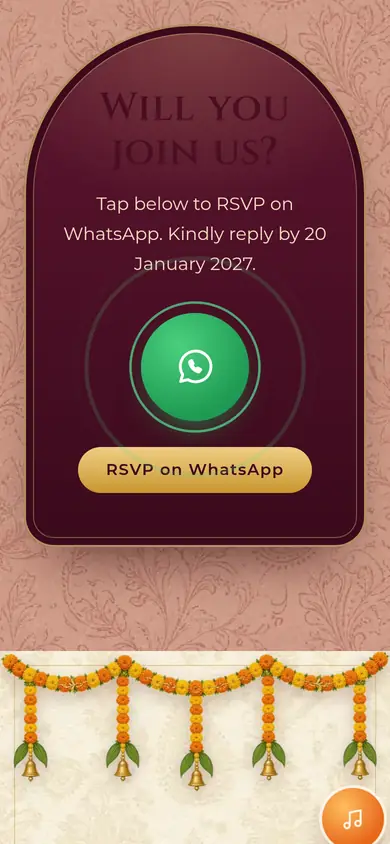 Will you
join us?
Tap below to RSVP on
WhatsApp. Kindly reply by 20
January 2027.
RSVP on WhatsApp